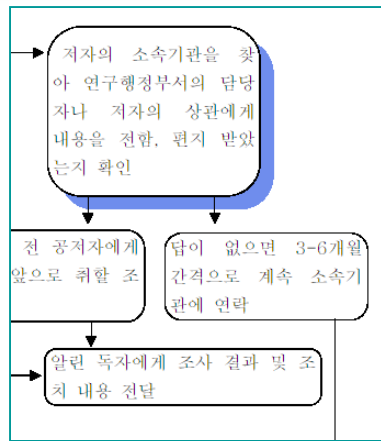 저자의 소속기관을 찾
아 연구행정부서의 담당
자나 저자의 상관에게
내용을 전함, 편지 받았
는지 확인
전 공저자에게
앞으로 취할 조
답이 없으면 3-6개월
간격으로 계속 소속기
관에 연락
알린 독자에게 조사 결과 및 조
치 내용 전달